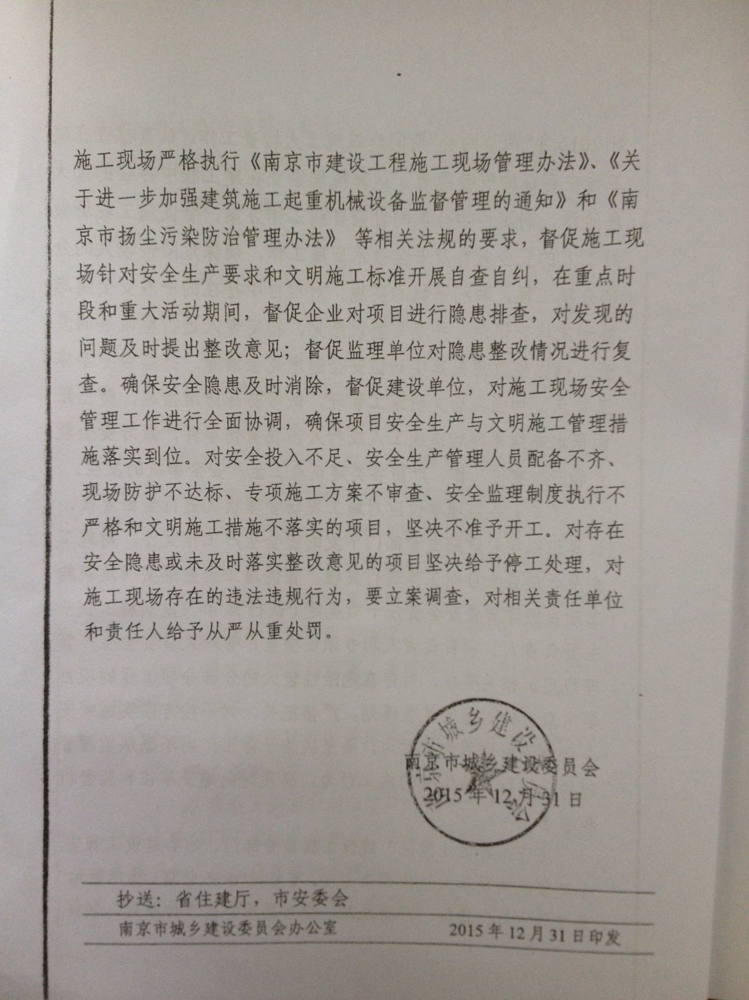 施工现场严格执行《南京市建设工程施工现场管理办法》、《关
于进一步加强建筑施工起重机械设备监督管理的通知》和《南
京市扬尘污染防治管理办法》 等相关法规的要求，督促施工现
场针对安全生产要求和文明施工标准开展自查自纠，在重点时
段和重大活动期间，督促企业对项目进行隐患排查，对发现的
问题及时提出整改意见；督促监理单位对隐患整改情况进行复
查。确保安全隐患及时消除，督促建设单位，对施工现场安全
管理工作进行全面协调，确保项目安全生产与文明施工管理措
施落实到位。对安全投入不足、安全生产管理人员配备不齐、
现场防护不达标、专项施工方案不审查、安全监理制度执行不
严格和文明施工措施不落实的项目，坚决不准予开工。对存在
安全隐患或未及时落实整改意见的项目坚决给予停工处理，对
施工现场存在的违法违规行为，要立案调查，对相关责任单位
和责任人给予从严从重处罚。
京市城乡建设 员会
南京市城乡建设委员会
2015 年 12 月 31 日
抄送：省住建厅，市安委会
南京市城乡建设委员会办公室 2015 年 12 月 31 日印发